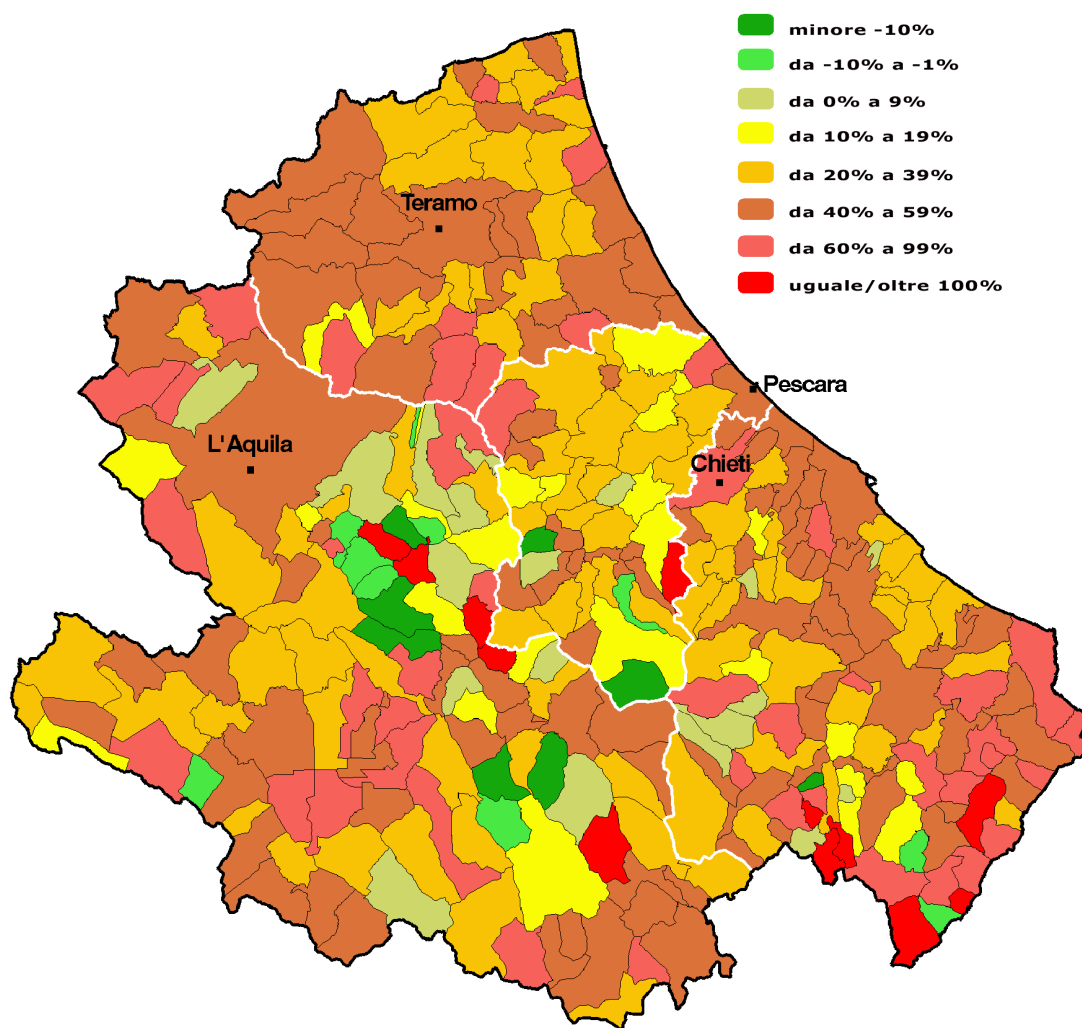 minore -10%
da -10% a -1%
da 0% a 9%
da 10% a 19%
da 20% a 39%
da 40% a 59%
da 60% a 99%
uguale/oltre 100%
Teramo
Pescara
L'Aquila
Chieti